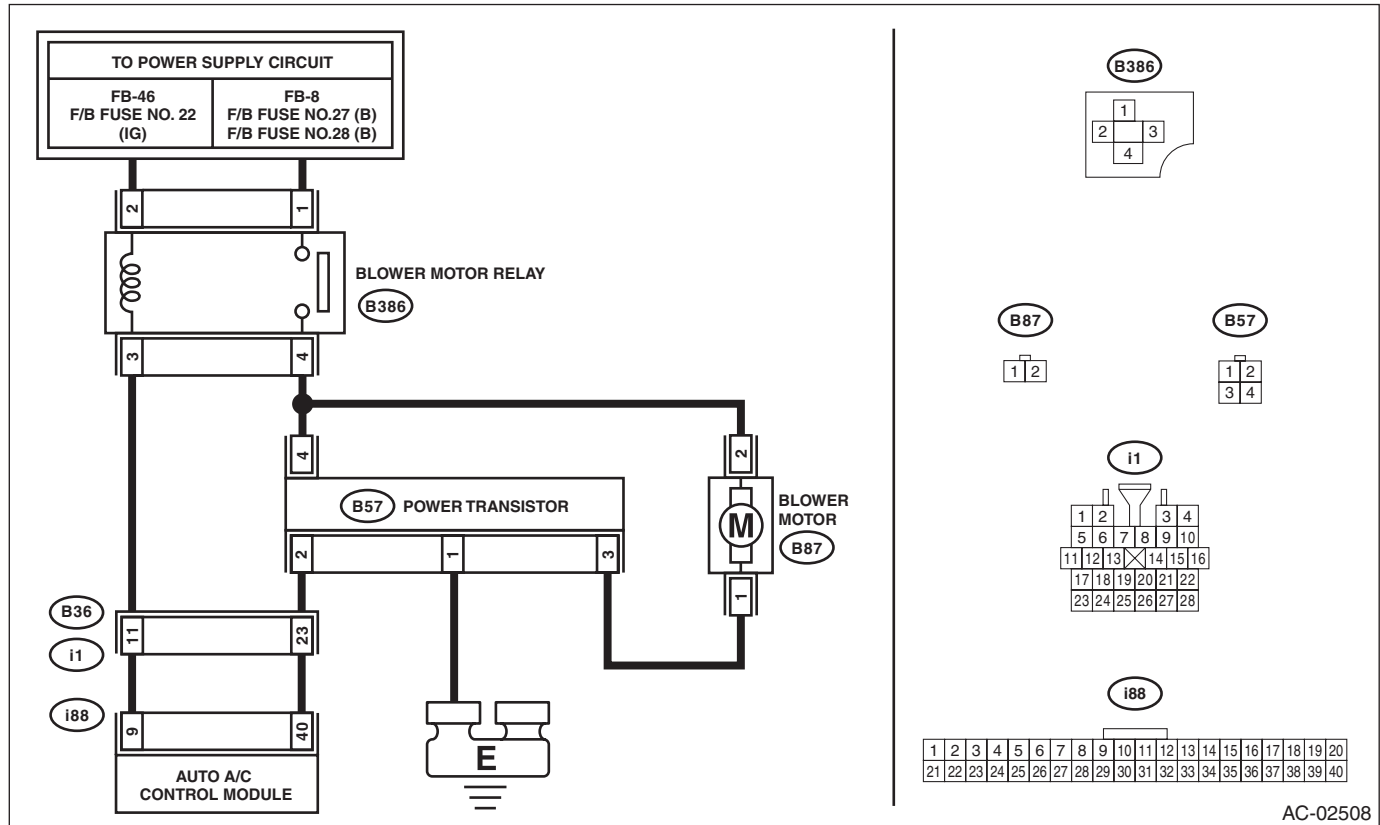 TO POWER SUPPLY CIRCUIT
FB-46
F/B FUSE NO. 22
(IG)
FB-8
F/B FUSE NO.27 (B)
F/B FUSE NO.28 (B)
2
1
BLOWER MOTOR RELAY
B386
3
4
4
B57 POWER TRANSISTOR
2
1
3
2
M
BLOWER
MOTOR
B87
1
B36
i1
11
23
i88
9
40
AUTO A/C
CONTROL MODULE
E
B386
1
2 3
4
B87
1 2
B57
1 2
3 4
i1
1 2 3 4
5 6 7 8 9 10
11 12 13 14 15 16
17 18 19 20 21 22
23 24 25 26 27 28
i88
1 2 3 4 5 6 7 8 9 10 11 12 13 14 15 16 17 18 19 20
21 22 23 24 25 26 27 28 29 30 31 32 33 34 35 36 37 38 39 40
AC-02508